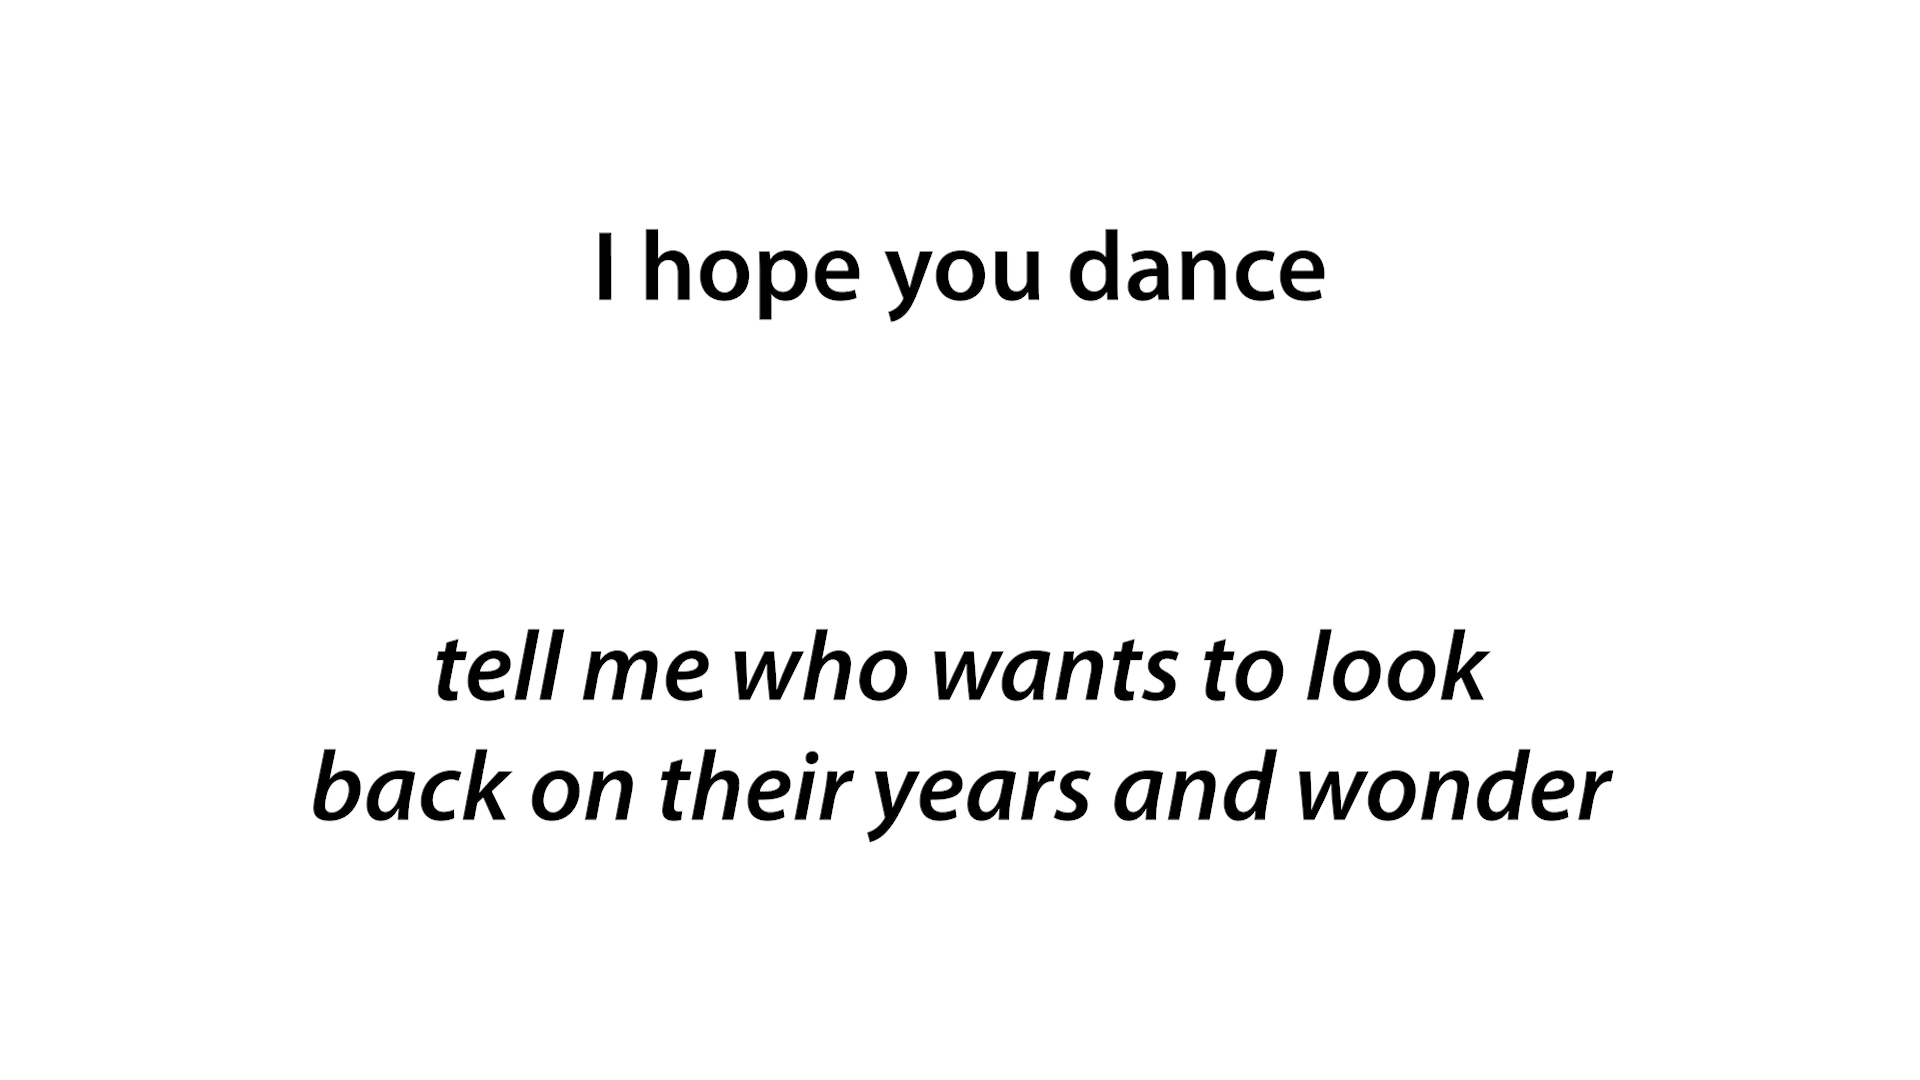 I hope you dance
tell me who wants to look
back on their years and wonder